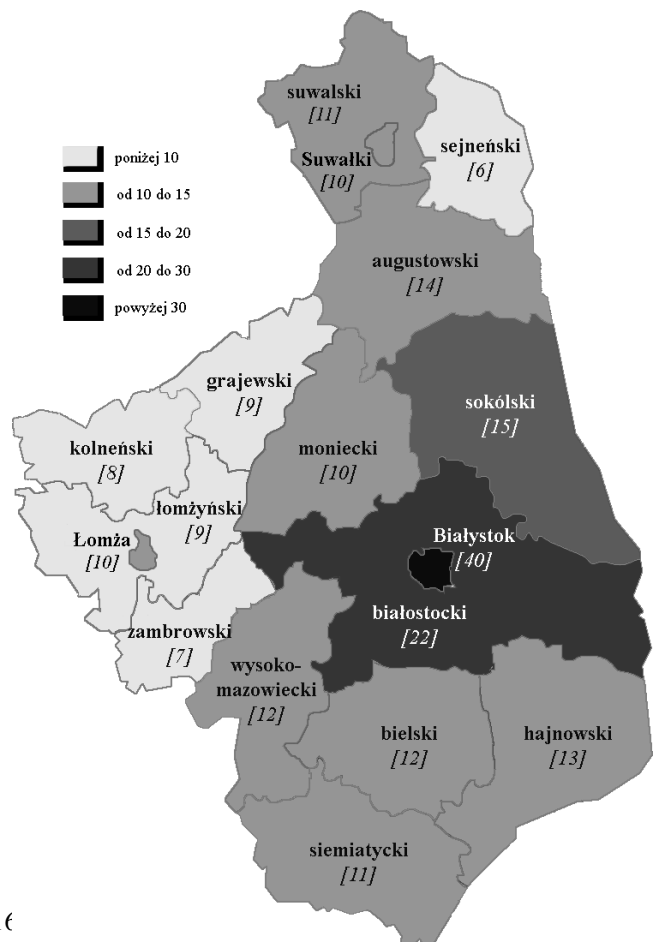 suwalski
[11]
Suwałki
[10]
sejneński
[6]
poniżej 10
od 10 do 15
od 15 do 20
od 20 do 30
powyżej 30
augustowski
[14]
grajewski
[9]
sokólski
[15]
kolneński
[8]
moniecki
[10]
łomżyński
[9]
Łomża
[10]
Białystok
[40]
zambrowski
[7]
białostocki
[22]
wysoko-
mazowiecki
[12]
bielski
[12]
hajnowski
[13]
siemiatycki
[11]